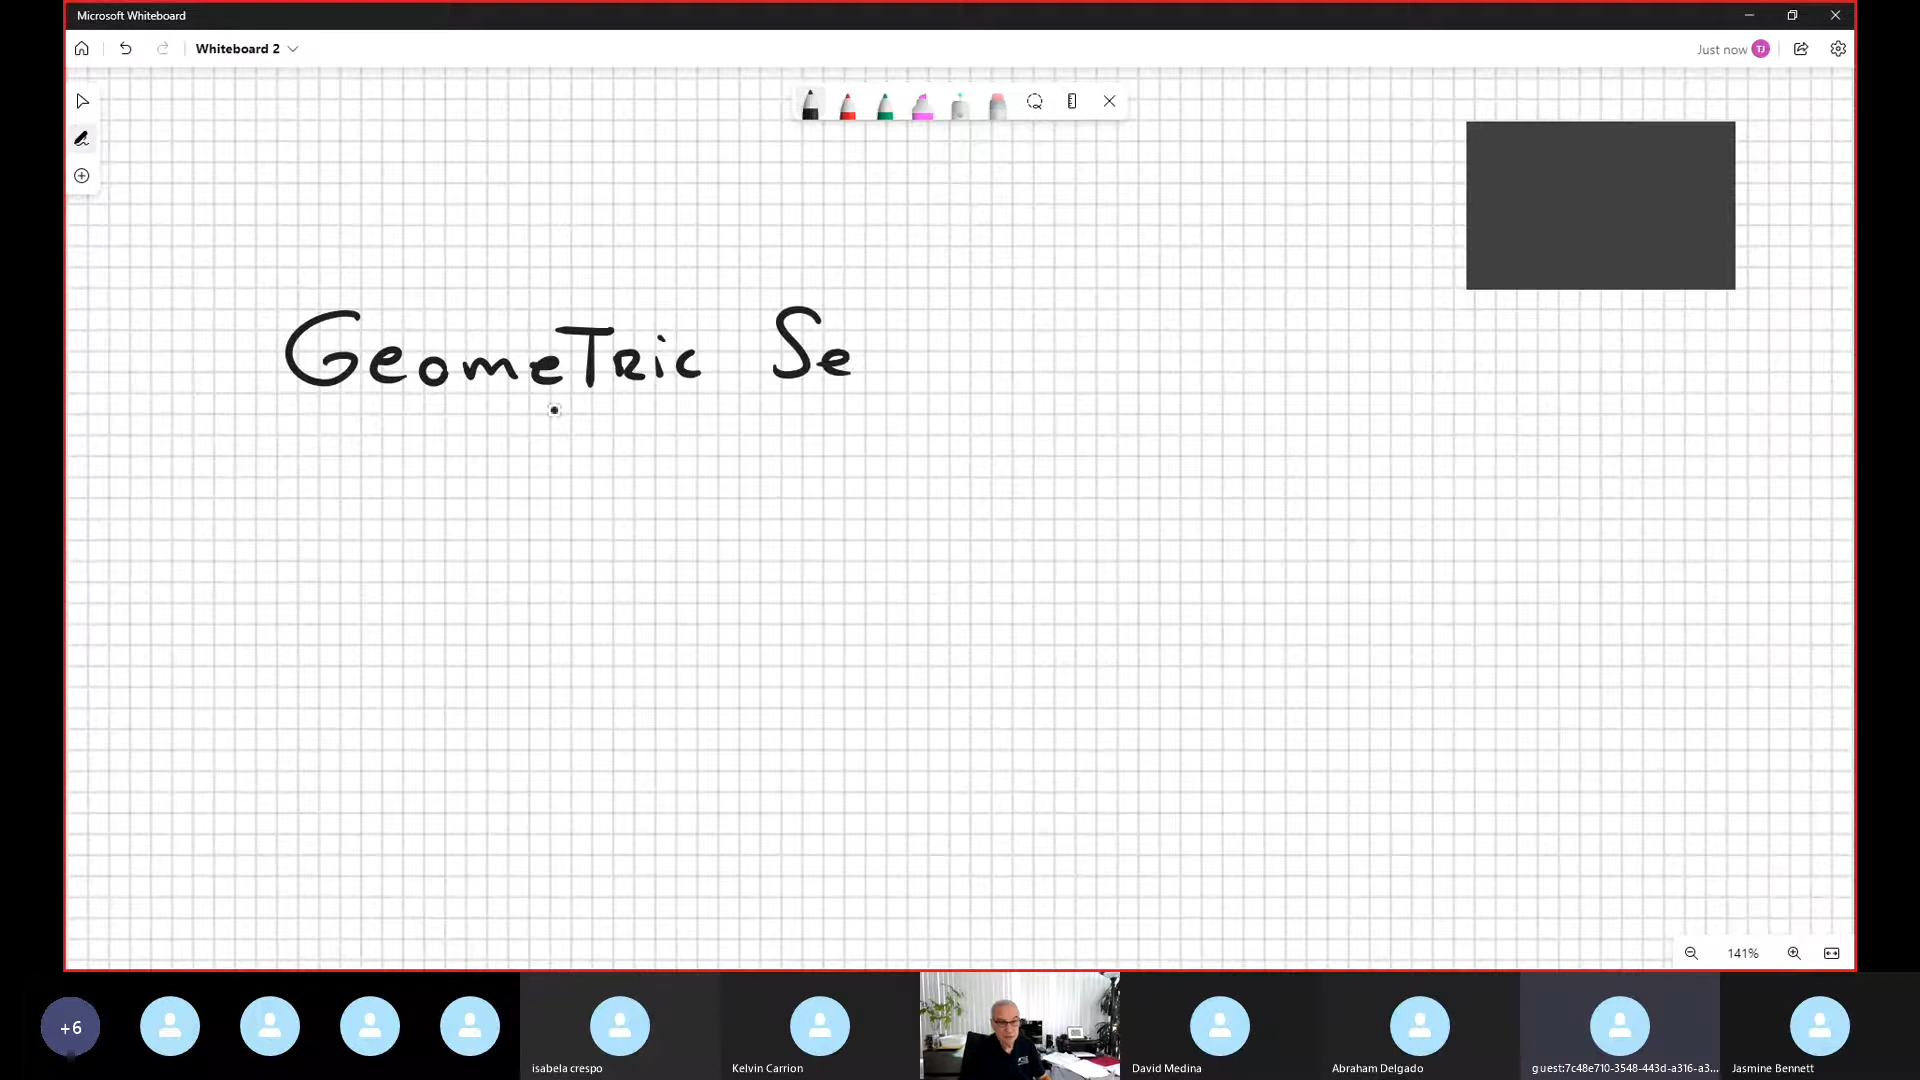 Microsoft Whiteboard
Whiteboard 2
Just now TJ
GeomeTRic Se
141%
+6
isabela crespo
Kelvin Carrion
David Medina
Abraham Delgado
guest:7c48e710-3548-443d-a316-a3...
Jasmine Bennett